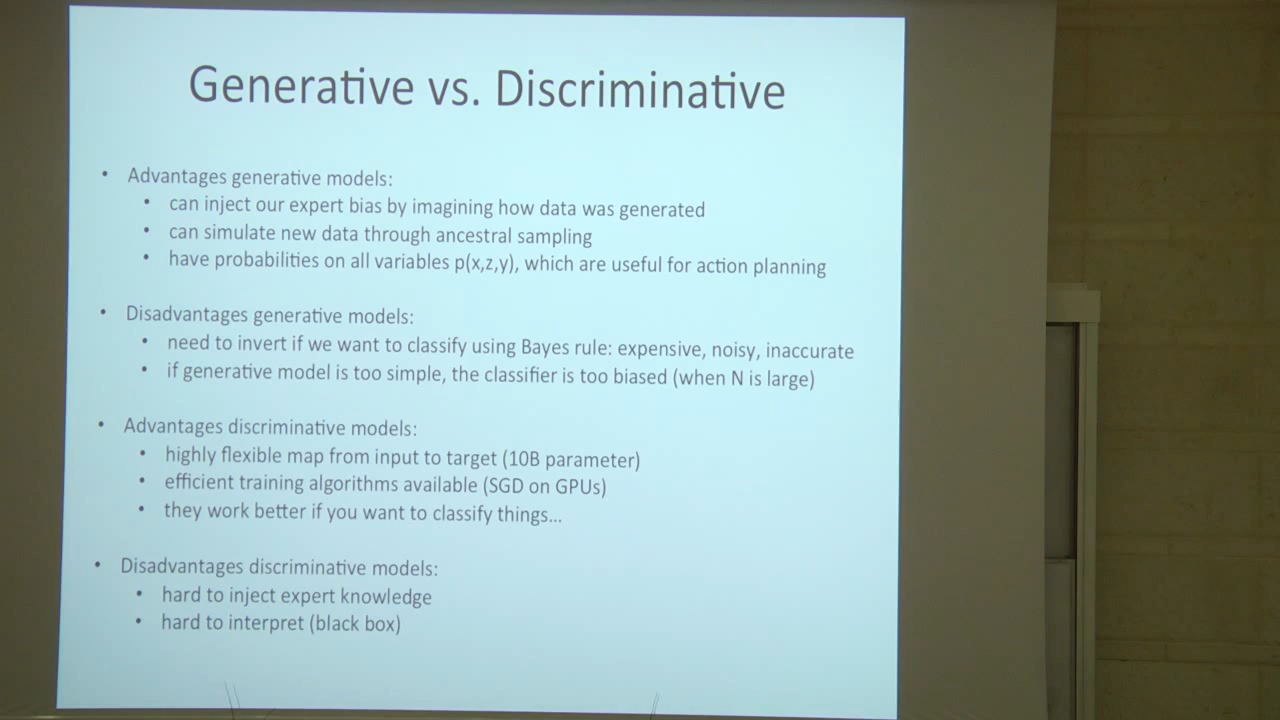 Generative vs. Discriminative
• Advantages generative models:
• can inject our expert bias by imagining how data was generated
• can simulate new data through ancestral sampling
• have probabilities on all variables p(x,z,y), which are useful for action planning
• Disadvantages generative models:
• need to invert if we want to classify using Bayes rule: expensive, noisy, inaccurate
• if generative model is too simple, the classifier is too biased (when N is large)
• Advantages discriminative models:
• highly flexible map from input to target (10B parameter)
• efficient training algorithms available (SGD on GPUs)
• they work better if you want to classify things...
• Disadvantages discriminative models:
• hard to inject expert knowledge
• hard to interpret (black box)